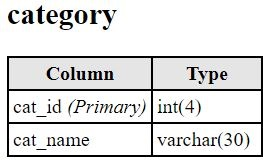 category
Column Type
cat_id (Primary) int(4)
cat_name varchar(30)